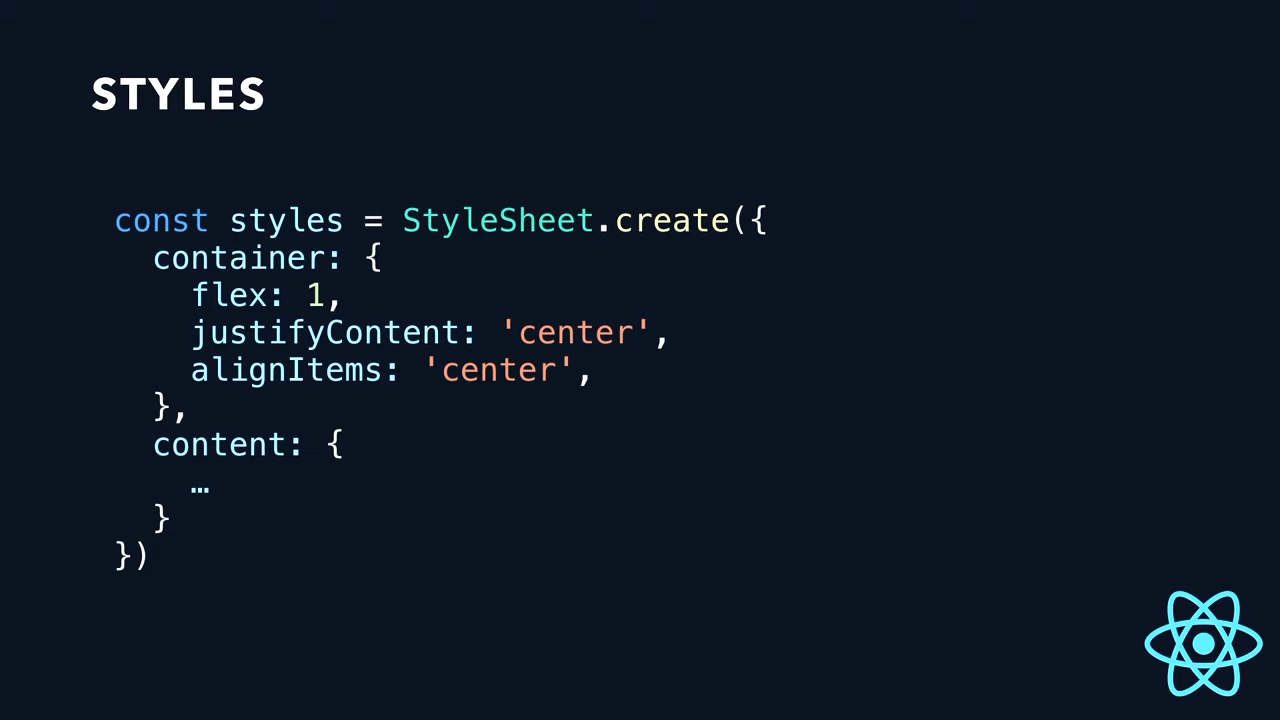 STYLES
const styles = StyleSheet.create({
  container: {
    flex: 1,
    justifyContent: 'center',
    alignItems: 'center',
  },
  content: {
    …
  }
})